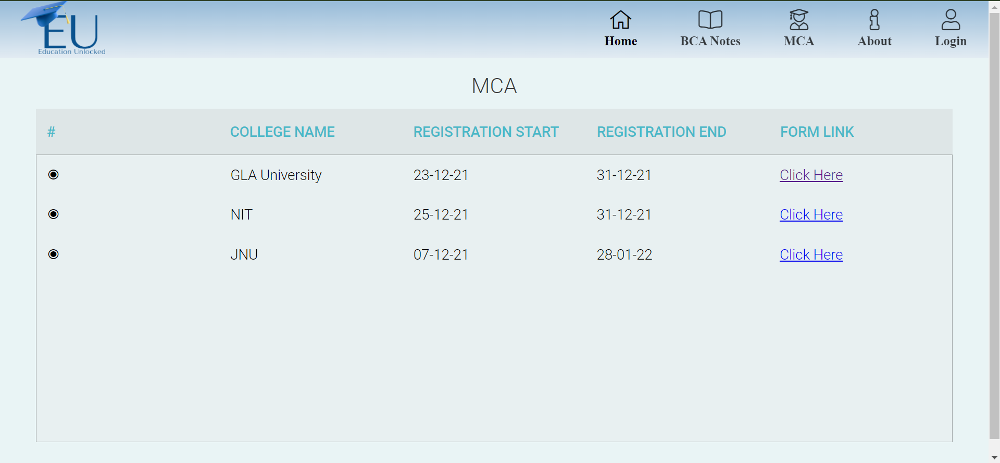 EU
Education Unlocked
Home BCA Notes MCA About Login
MCA
# COLLEGE NAME REGISTRATION START REGISTRATION END FORM LINK
GLA University 23-12-21 31-12-21 Click Here
NIT 25-12-21 31-12-21 Click Here
JNU 07-12-21 28-01-22 Click Here